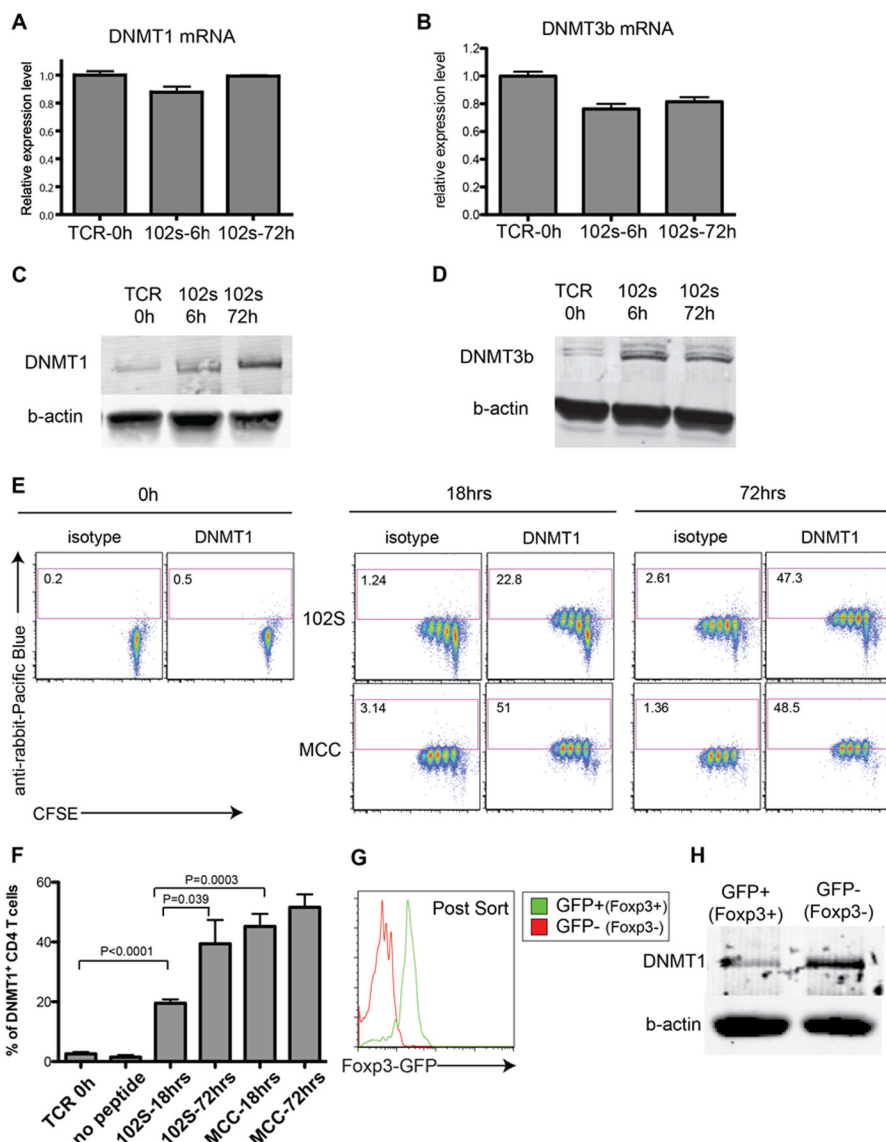 A
DNMT1 mRNA
Relative expression level
1.0
0.8
0.6
0.4
0.2
0.0
TCR-0h 102s-6h 102s-72h
B
DNMT3b mRNA
relative expression level
1.2
1.0
0.8
0.6
0.4
0.2
0.0
TCR-0h 102s-6h 102s-72h
C
TCR 102s 102s
0h 6h 72h
DNMT1
b-actin
D
TCR 102s 102s
0h 6h 72h
DNMT3b
b-actin
E
0h 18hrs 72hrs
isotype DNMT1 isotype DNMT1 isotype DNMT1
0.2 0.5 1.24 22.8 2.61 47.3
102S
3.14 51 1.36 48.5
MCC
anti-rabbit-Pacific Blue
CFSE
F
% of DNMT1+ CD4 T cells
60
40
20
0
P<0.0001
P=0.0003
P=0.039
TCR 0h
no peptide
102S-18hrs
102S-72hrs
MCC-18hrs
MCC-72hrs
G
Post Sort
GFP+(Foxp3+)
GFP- (Foxp3-)
Foxp3-GFP
H
GFP+ GFP-
(Foxp3+) (Foxp3-)
DNMT1
b-actin